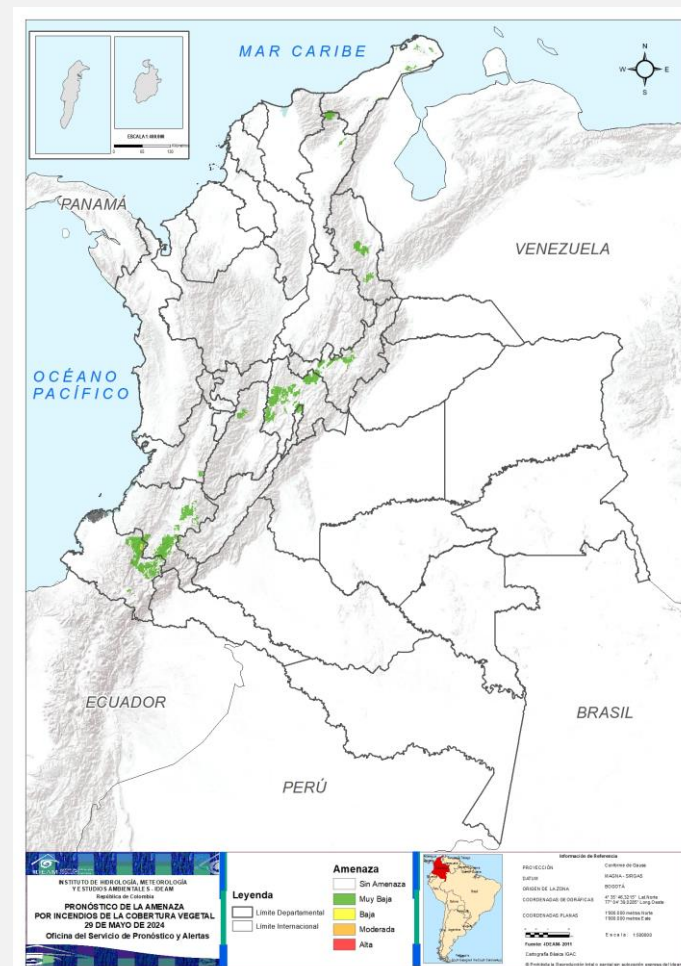 MAR CARIBE
N
W
E
S
ESCALA 1:400.000
PANAMÁ
VENEZUELA
OCÉANO
PACÍFICO
ECUADOR
PERÚ
BRASIL
IDEAM
INSTITUTO DE HIDROLOGÍA, METEOROLOGÍA
Y ESTUDIOS AMBIENTALES - IDEAM
República de Colombia
PRONÓSTICO DE LA AMENAZA
POR INCENDIOS DE LA COBERTURA VEGETAL
29 DE MAYO DE 2024
Oficina del Servicio de Pronóstico y Alertas
Leyenda
Límite Departamental
Límite Internacional
Amenaza
Sin Amenaza
Muy Baja
Baja
Moderada
Alta
Información de Referencia
PROYECCIÓN Conforme de Gauss
DATUM MAGNA - SIRGAS
ORIGEN DE LA ZONA BOGOTÁ
COORDENADAS GEOGRÁFICAS
COORDENADAS PLANAS 1'000.000 metros Norte
1'000.000 metros Este
Fuente: IDEAM- 2011
Cartografía Básica IGAC